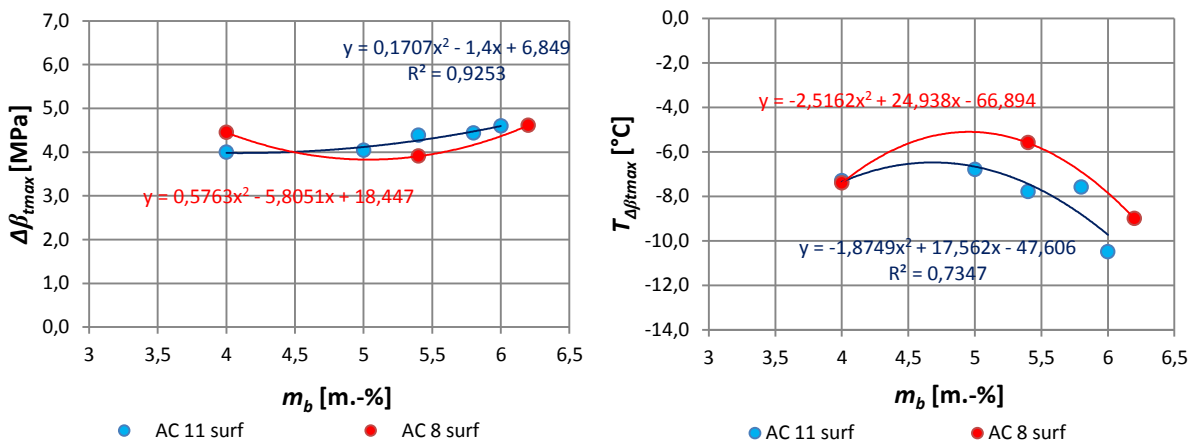 7,0
6,0
5,0
4,0
3,0
2,0
1,0
0,0
Δβtmax [MPa]
y = 0,1707x² - 1,4x + 6,849
R² = 0,9253
y = 0,5763x² - 5,8051x + 18,447
3 3,5 4 4,5 5 5,5 6 6,5
mb [m.-%]
AC 11 surf AC 8 surf
0,0
-2,0
-4,0
-6,0
-8,0
-10,0
-12,0
-14,0
TΔβtmax [°C]
y = -2,5162x² + 24,938x - 66,894
y = -1,8749x² + 17,562x - 47,606
R² = 0,7347
3 3,5 4 4,5 5 5,5 6 6,5
mb [m.-%]
AC 11 surf AC 8 surf